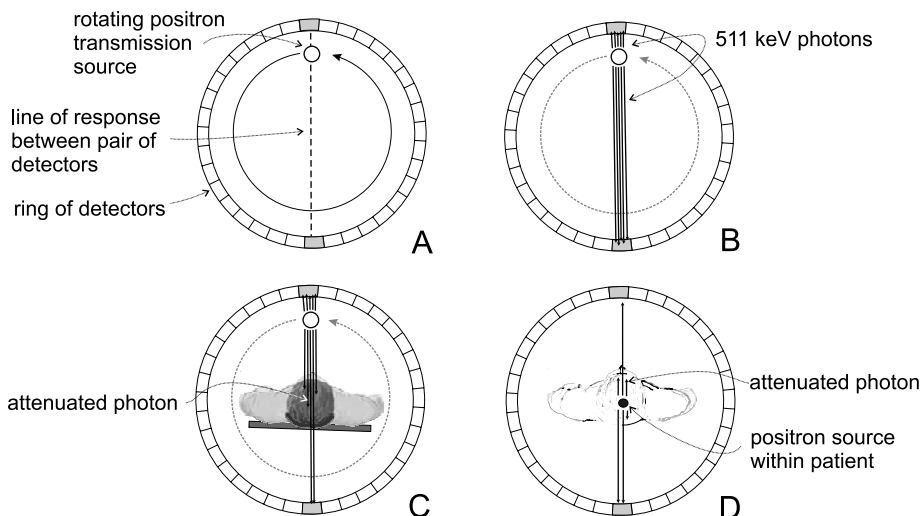 rotating positron
transmission
source
line of response
between pair of
detectors
ring of detectors
A
511 keV photons
B
attenuated photon
C
attenuated photon
positron source
within patient
D